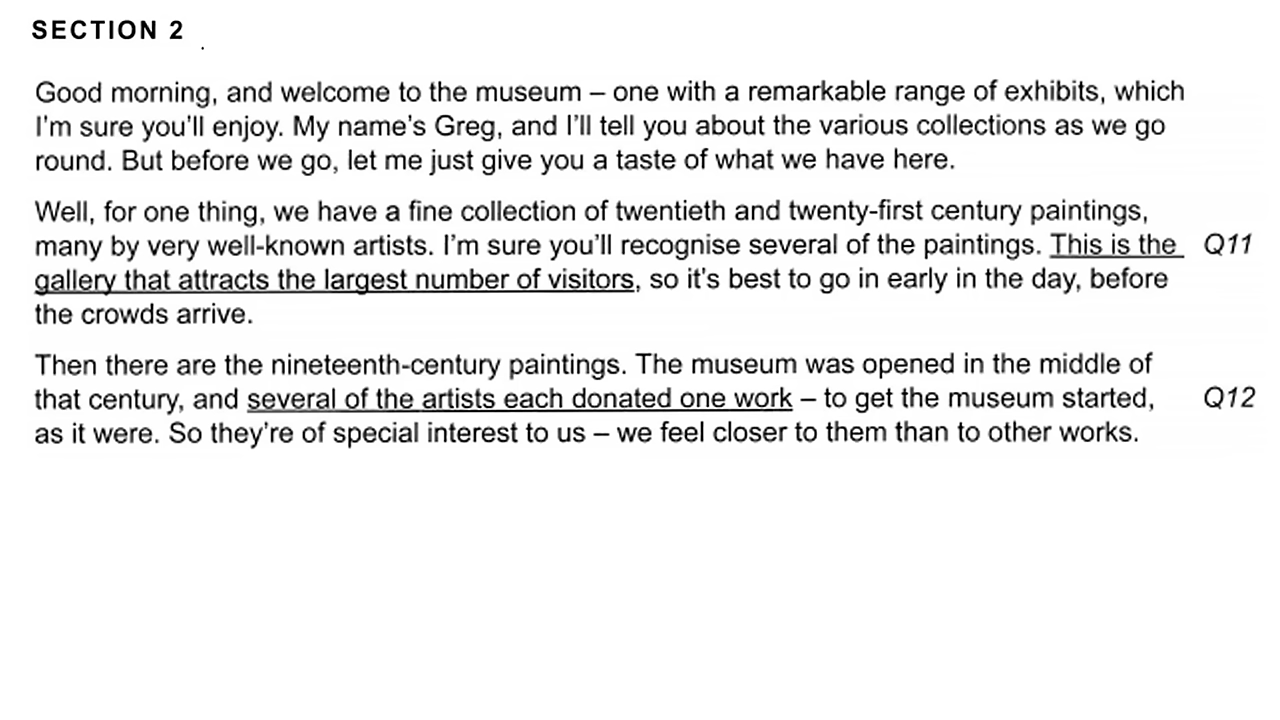 SECTION 2
Good morning, and welcome to the museum – one with a remarkable range of exhibits, which
I'm sure you'll enjoy. My name's Greg, and I'll tell you about the various collections as we go
round. But before we go, let me just give you a taste of what we have here.
Well, for one thing, we have a fine collection of twentieth and twenty-first century paintings,
many by very well-known artists. I'm sure you'll recognise several of the paintings. This is the Q11
gallery that attracts the largest number of visitors, so it's best to go in early in the day, before
the crowds arrive.
Then there are the nineteenth-century paintings. The museum was opened in the middle of
that century, and several of the artists each donated one work – to get the museum started, Q12
as it were. So they're of special interest to us – we feel closer to them than to other works.